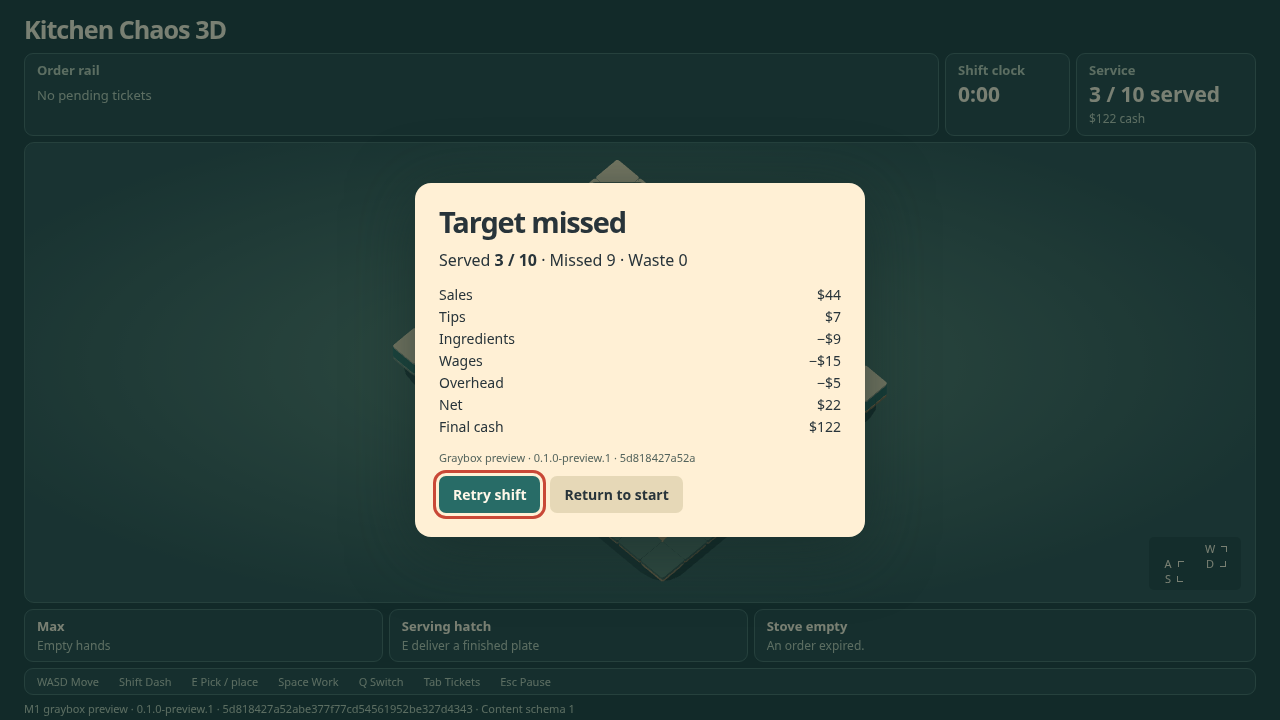 Kitchen Chaos 3D
Order rail
No pending tickets
Shift clock
0:00
Service
3 / 10 served
$122 cash
Target missed
Served 3 / 10 · Missed 9 · Waste 0
Sales $44
Tips $7
Ingredients −$9
Wages −$15
Overhead −$5
Net $22
Final cash $122
Graybox preview · 0.1.0-preview.1 · 5d818427a52a
Retry shift
Return to start
W ¬
A ⌜ D ⌟
S ⌞
Max
Empty hands
Serving hatch
E deliver a finished plate
Stove empty
An order expired.
WASD Move Shift Dash E Pick / place Space Work Q Switch Tab Tickets Esc Pause
M1 graybox preview · 0.1.0-preview.1 · 5d818427a52abe377f77cd54561952be327d4343 · Content schema 1